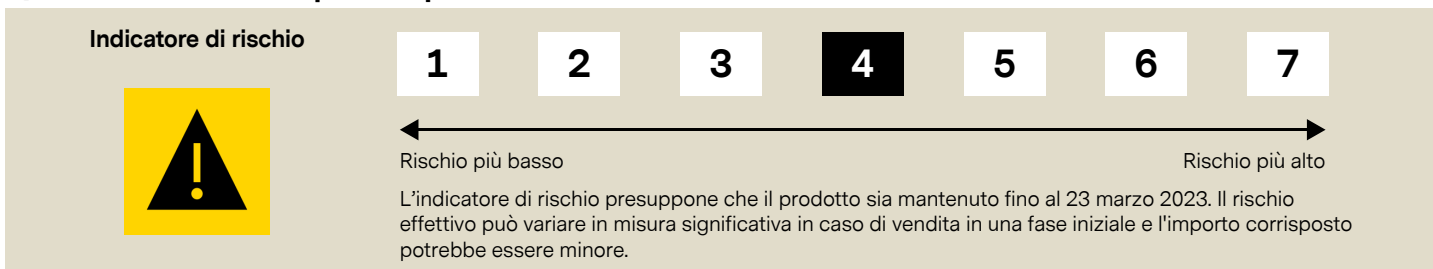 Indicatore di rischio
1 2 3 4 5 6 7
Rischio più basso Rischio più alto
L'indicatore di rischio presuppone che il prodotto sia mantenuto fino al 23 marzo 2023. Il rischio
effettivo può variare in misura significativa in caso di vendita in una fase iniziale e l'importo corrisposto
potrebbe essere minore.